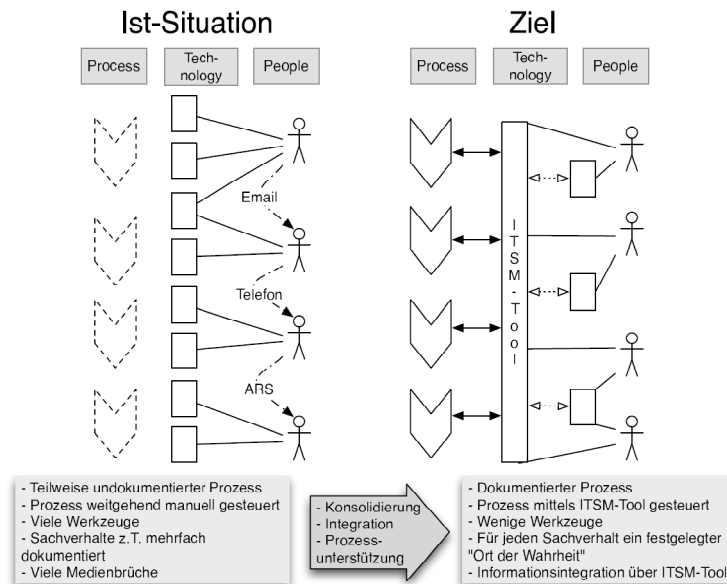 Ist-Situation
Process
Tech-
nology
People
Email
Telefon
ARS
- Teilweise undokumentierter Prozess
- Prozess weitgehend manuell gesteuert
- Viele Werkzeuge
- Sachverhalte z.T. mehrfach
dokumentiert
- Viele Medienbrüche
- Konsolidierung
- Integration
- Prozess-
unterstützung
Ziel
Process
Tech-
nology
People
ITSM-Tool
- Dokumentierter Prozess
- Prozess mittels ITSM-Tool gesteuert
- Wenige Werkzeuge
- Für jeden Sachverhalt ein festgelegter
"Ort der Wahrheit"
- Informationsintegration über ITSM-Tool